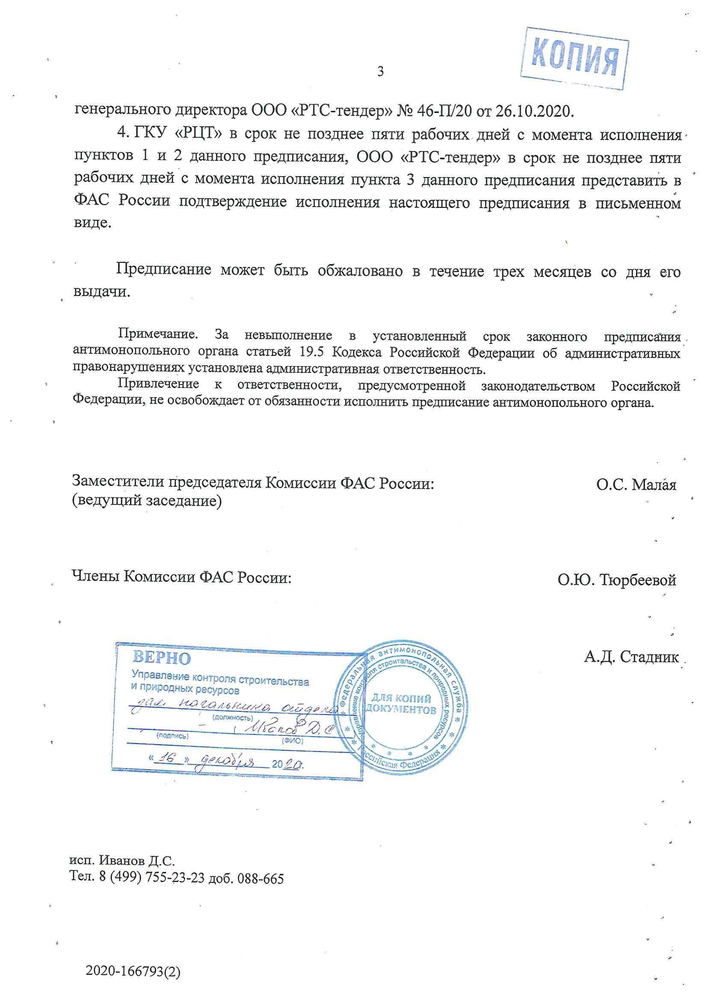 КОПИЯ
3
генерального директора ООО «РТС-тендер» № 46-П/20 от 26.10.2020.
4. ГКУ «РЦТ» в срок не позднее пяти рабочих дней с момента исполнения
пунктов 1 и 2 данного предписания, ООО «РТС-тендер» в срок не позднее пяти
рабочих дней с момента исполнения пункта 3 данного предписания представить в
ФАС России подтверждение исполнения настоящего предписания в письменном
виде.
Предписание может быть обжаловано в течение трех месяцев со дня его
выдачи.
Примечание. За невыполнение в установленный срок законного предписания
антимонопольного органа статьей 19.5 Кодекса Российской Федерации об административных
правонарушениях установлена административная ответственность.
Привлечение к ответственности, предусмотренной законодательством Российской
Федерации, не освобождает от обязанности исполнить предписание антимонопольного органа.
Заместители председателя Комиссии ФАС России: О.С. Малая
(ведущий заседание)
Члены Комиссии ФАС России: О.Ю. Тюрбеевой
А.Д. Стадник
ВЕРНО
Управление контроля строительства
и природных ресурсов
зам. начальника отдела
(должность)
Иванов Д.С
(подпись) (ФИО)
«16» декабря 2020г.
Федеральная антимонопольная служба
Управление контроля строительства и природных ресурсов
Российская Федерация
ДЛЯ КОПИЙ
ДОКУМЕНТОВ
исп. Иванов Д.С.
Тел. 8 (499) 755-23-23 доб. 088-665
2020-166793(2)